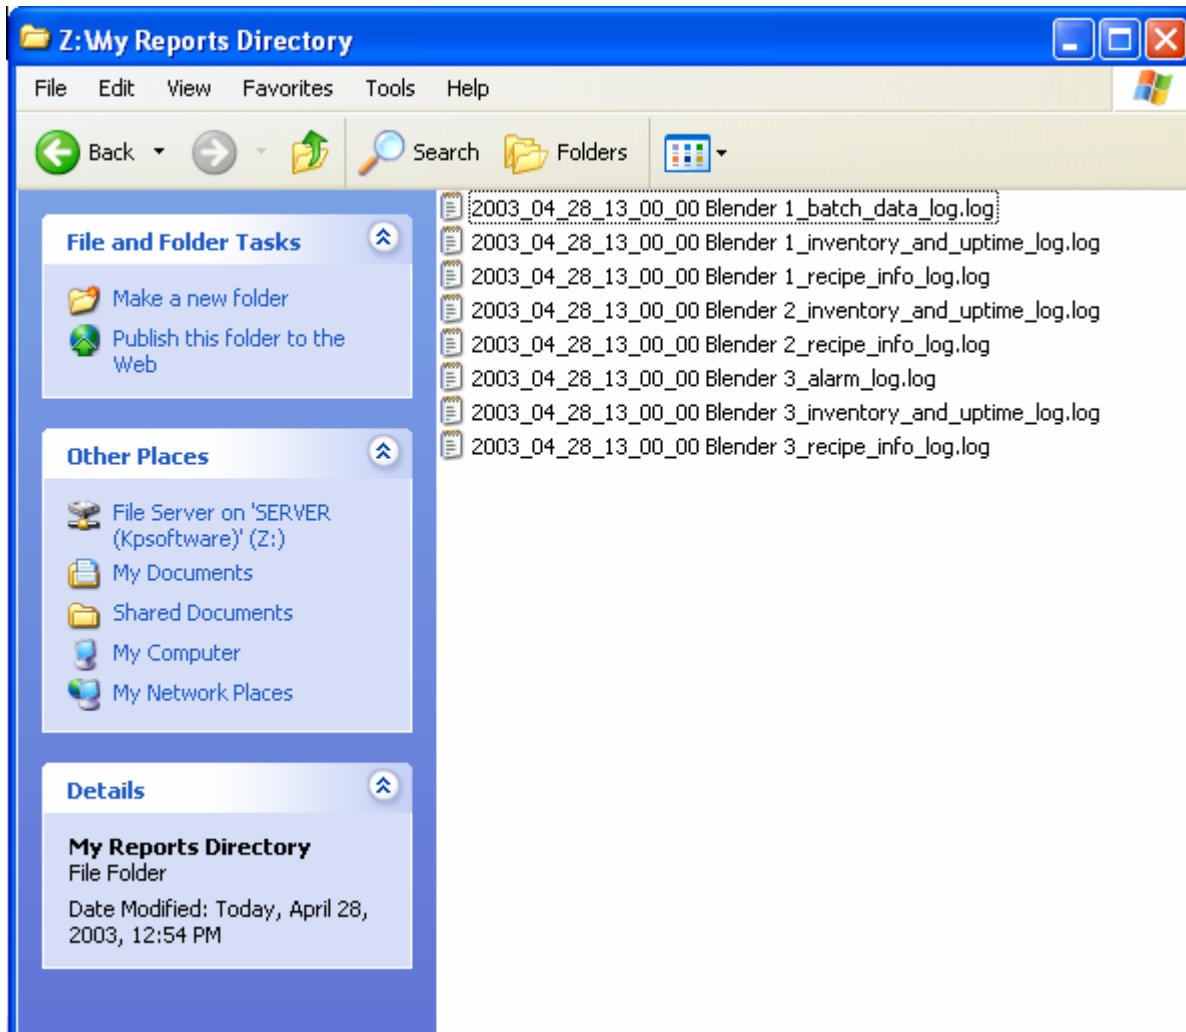 Z:\My Reports Directory
File Edit View Favorites Tools Help
Back Search Folders
File and Folder Tasks
Make a new folder
Publish this folder to the
Web
Other Places
File Server on 'SERVER
(Kpsoftware)' (Z:)
My Documents
Shared Documents
My Computer
My Network Places
Details
My Reports Directory
File Folder
Date Modified: Today, April 28,
2003, 12:54 PM
2003_04_28_13_00_00 Blender 1_batch_data_log.log
2003_04_28_13_00_00 Blender 1_inventory_and_uptime_log.log
2003_04_28_13_00_00 Blender 1_recipe_info_log.log
2003_04_28_13_00_00 Blender 2_inventory_and_uptime_log.log
2003_04_28_13_00_00 Blender 2_recipe_info_log.log
2003_04_28_13_00_00 Blender 3_alarm_log.log
2003_04_28_13_00_00 Blender 3_inventory_and_uptime_log.log
2003_04_28_13_00_00 Blender 3_recipe_info_log.log